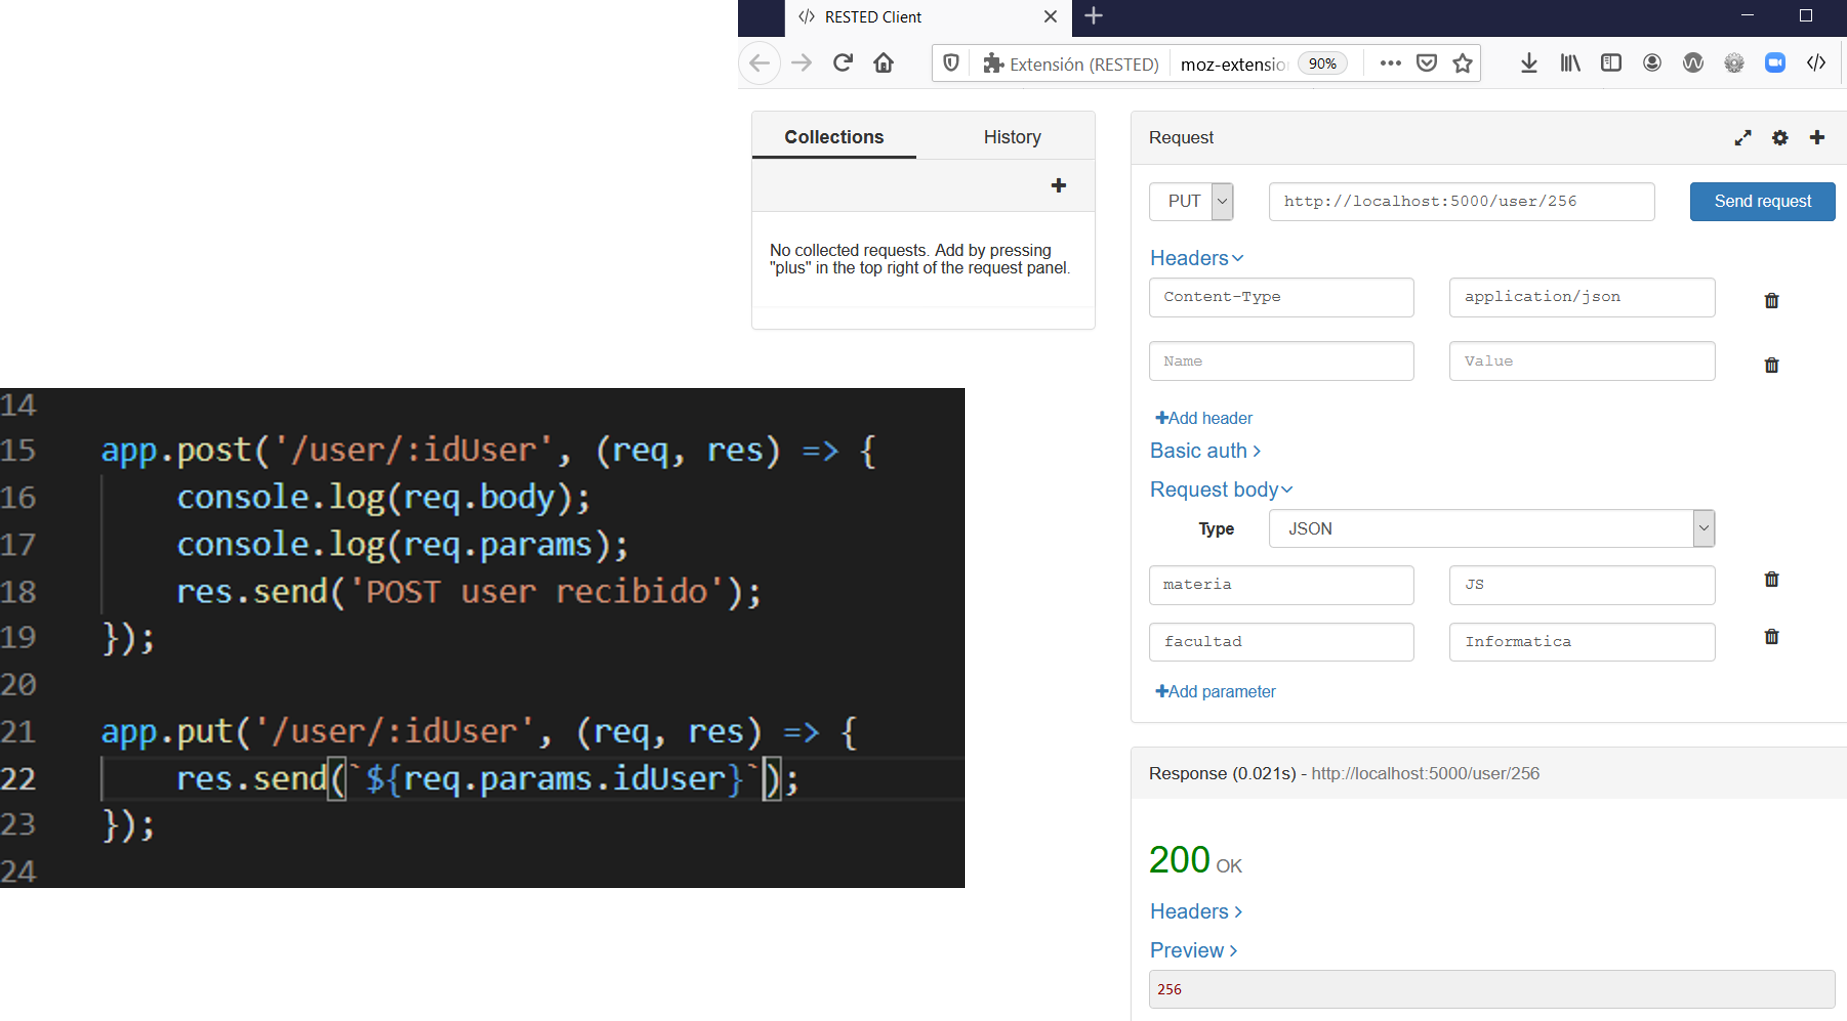 RESTED Client
Extensión (RESTED)
moz-extensio
90%
Collections
History
No collected requests. Add by pressing
"plus" in the top right of the request panel.
Request
PUT
http://localhost:5000/user/256
Send request
Headers
Content-Type
application/json
Name
Value
Add header
Basic auth
Request body
Type
JSON
materia
JS
facultad
Informatica
Add parameter
Response (0.021s) - http://localhost:5000/user/256
200 OK
Headers
Preview
256
14
15 app.post('/user/:idUser', (req, res) => {
16 console.log(req.body);
17 console.log(req.params);
18 res.send('POST user recibido');
19 });
20
21 app.put('/user/:idUser', (req, res) => {
22 res.send(`${req.params.idUser}`);
23 });
24